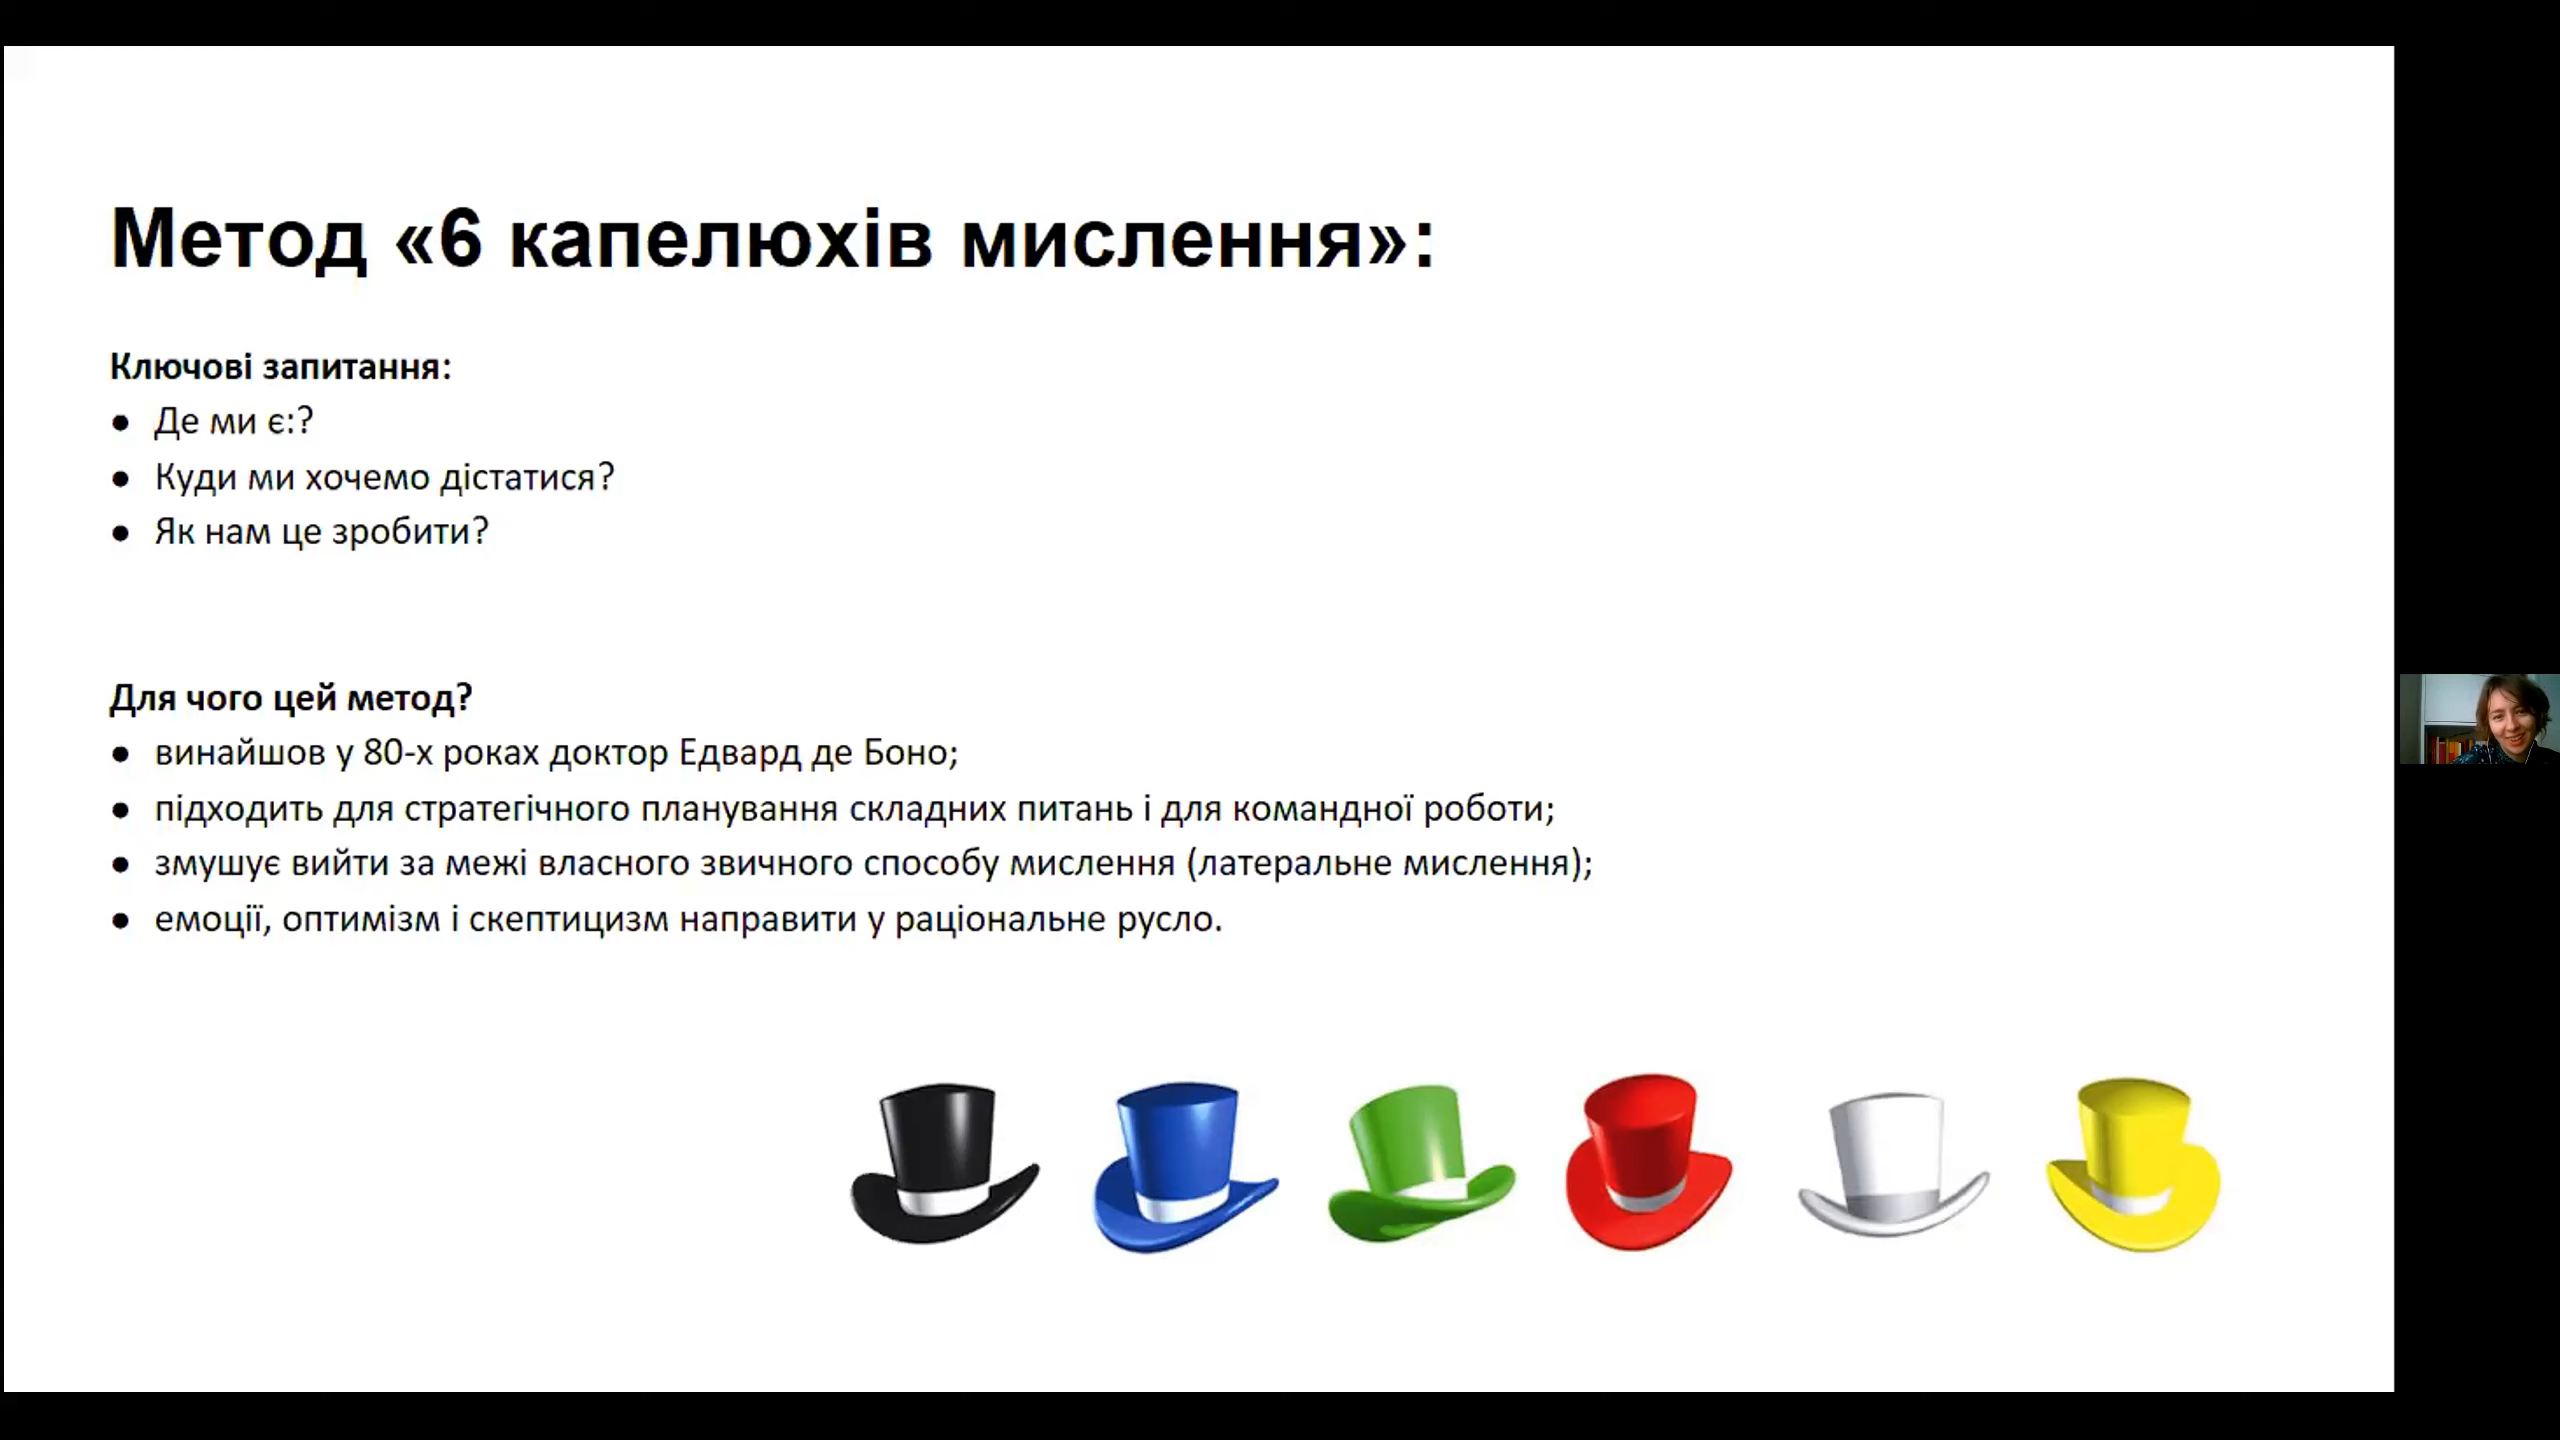 Метод «6 капелюхів мислення»:
Ключові запитання:
● Де ми є:?
● Куди ми хочемо дістатися?
● Як нам це зробити?
Для чого цей метод?
● винайшов у 80-х роках доктор Едвард де Боно;
● підходить для стратегічного планування складних питань і для командної роботи;
● змушує вийти за межі власного звичного способу мислення (латеральне мислення);
● емоції, оптимізм і скептицизм направити у раціональне русло.